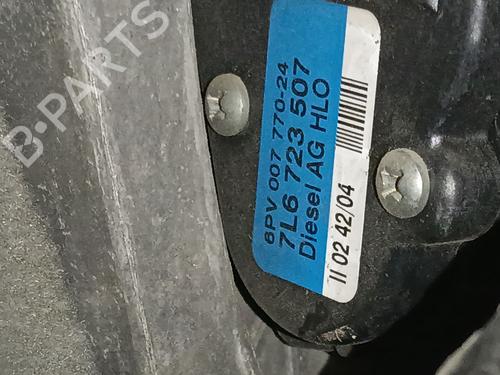 B-PARTS
6PV 007 770-24
7L6 723 507
Diesel AG HLO
II 02 42/04